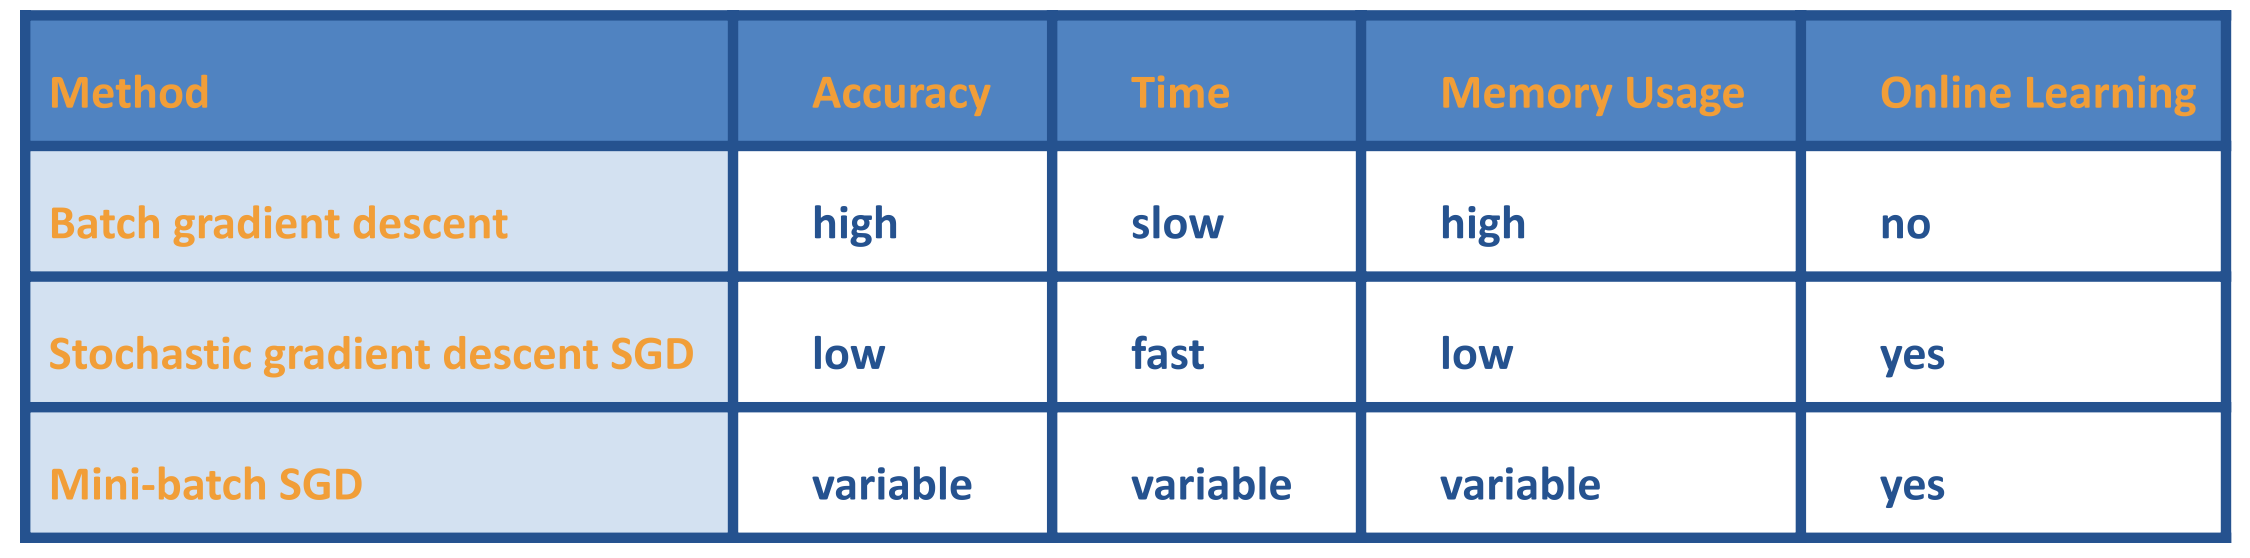 Method Accuracy Time Memory Usage Online Learning
Batch gradient descent high slow high no
Stochastic gradient descent SGD low fast low yes
Mini-batch SGD variable variable variable yes